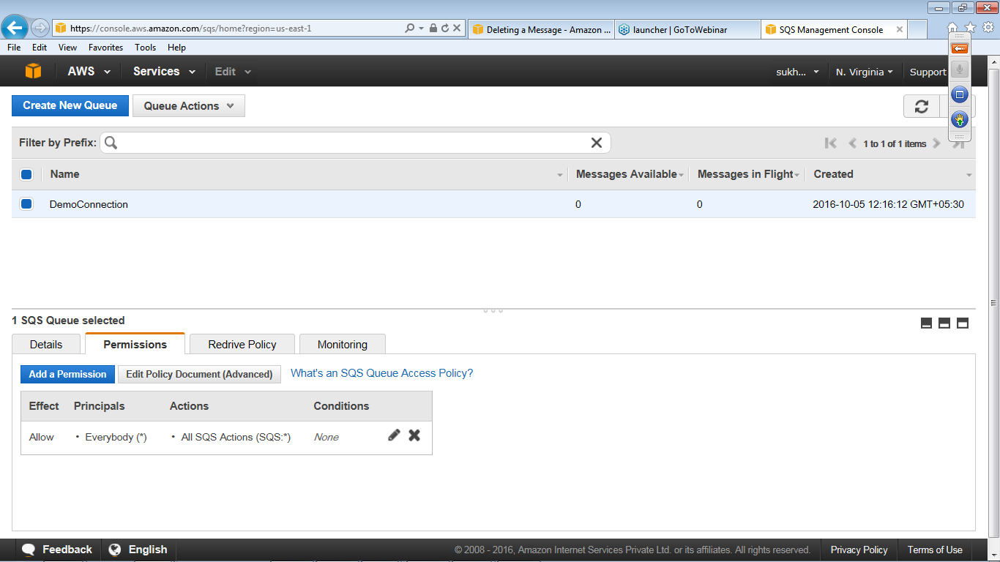 https://console.aws.amazon.com/sqs/home?region=us-east-1
Deleting a Message - Amazon ...
launcher | GoToWebinar
SQS Management Console
File Edit View Favorites Tools Help
AWS Services Edit sukh... N. Virginia Support
Create New Queue Queue Actions
Filter by Prefix: 1 to 1 of 1 items
Name Messages Available Messages in Flight Created
DemoConnection 0 0 2016-10-05 12:16:12 GMT+05:30
1 SQS Queue selected
Details Permissions Redrive Policy Monitoring
Add a Permission Edit Policy Document (Advanced) What's an SQS Queue Access Policy?
Effect Principals Actions Conditions
Allow • Everybody (*) • All SQS Actions (SQS:*) None
Feedback English © 2008 - 2016, Amazon Internet Services Private Ltd. or its affiliates. All rights reserved. Privacy Policy Terms of Use